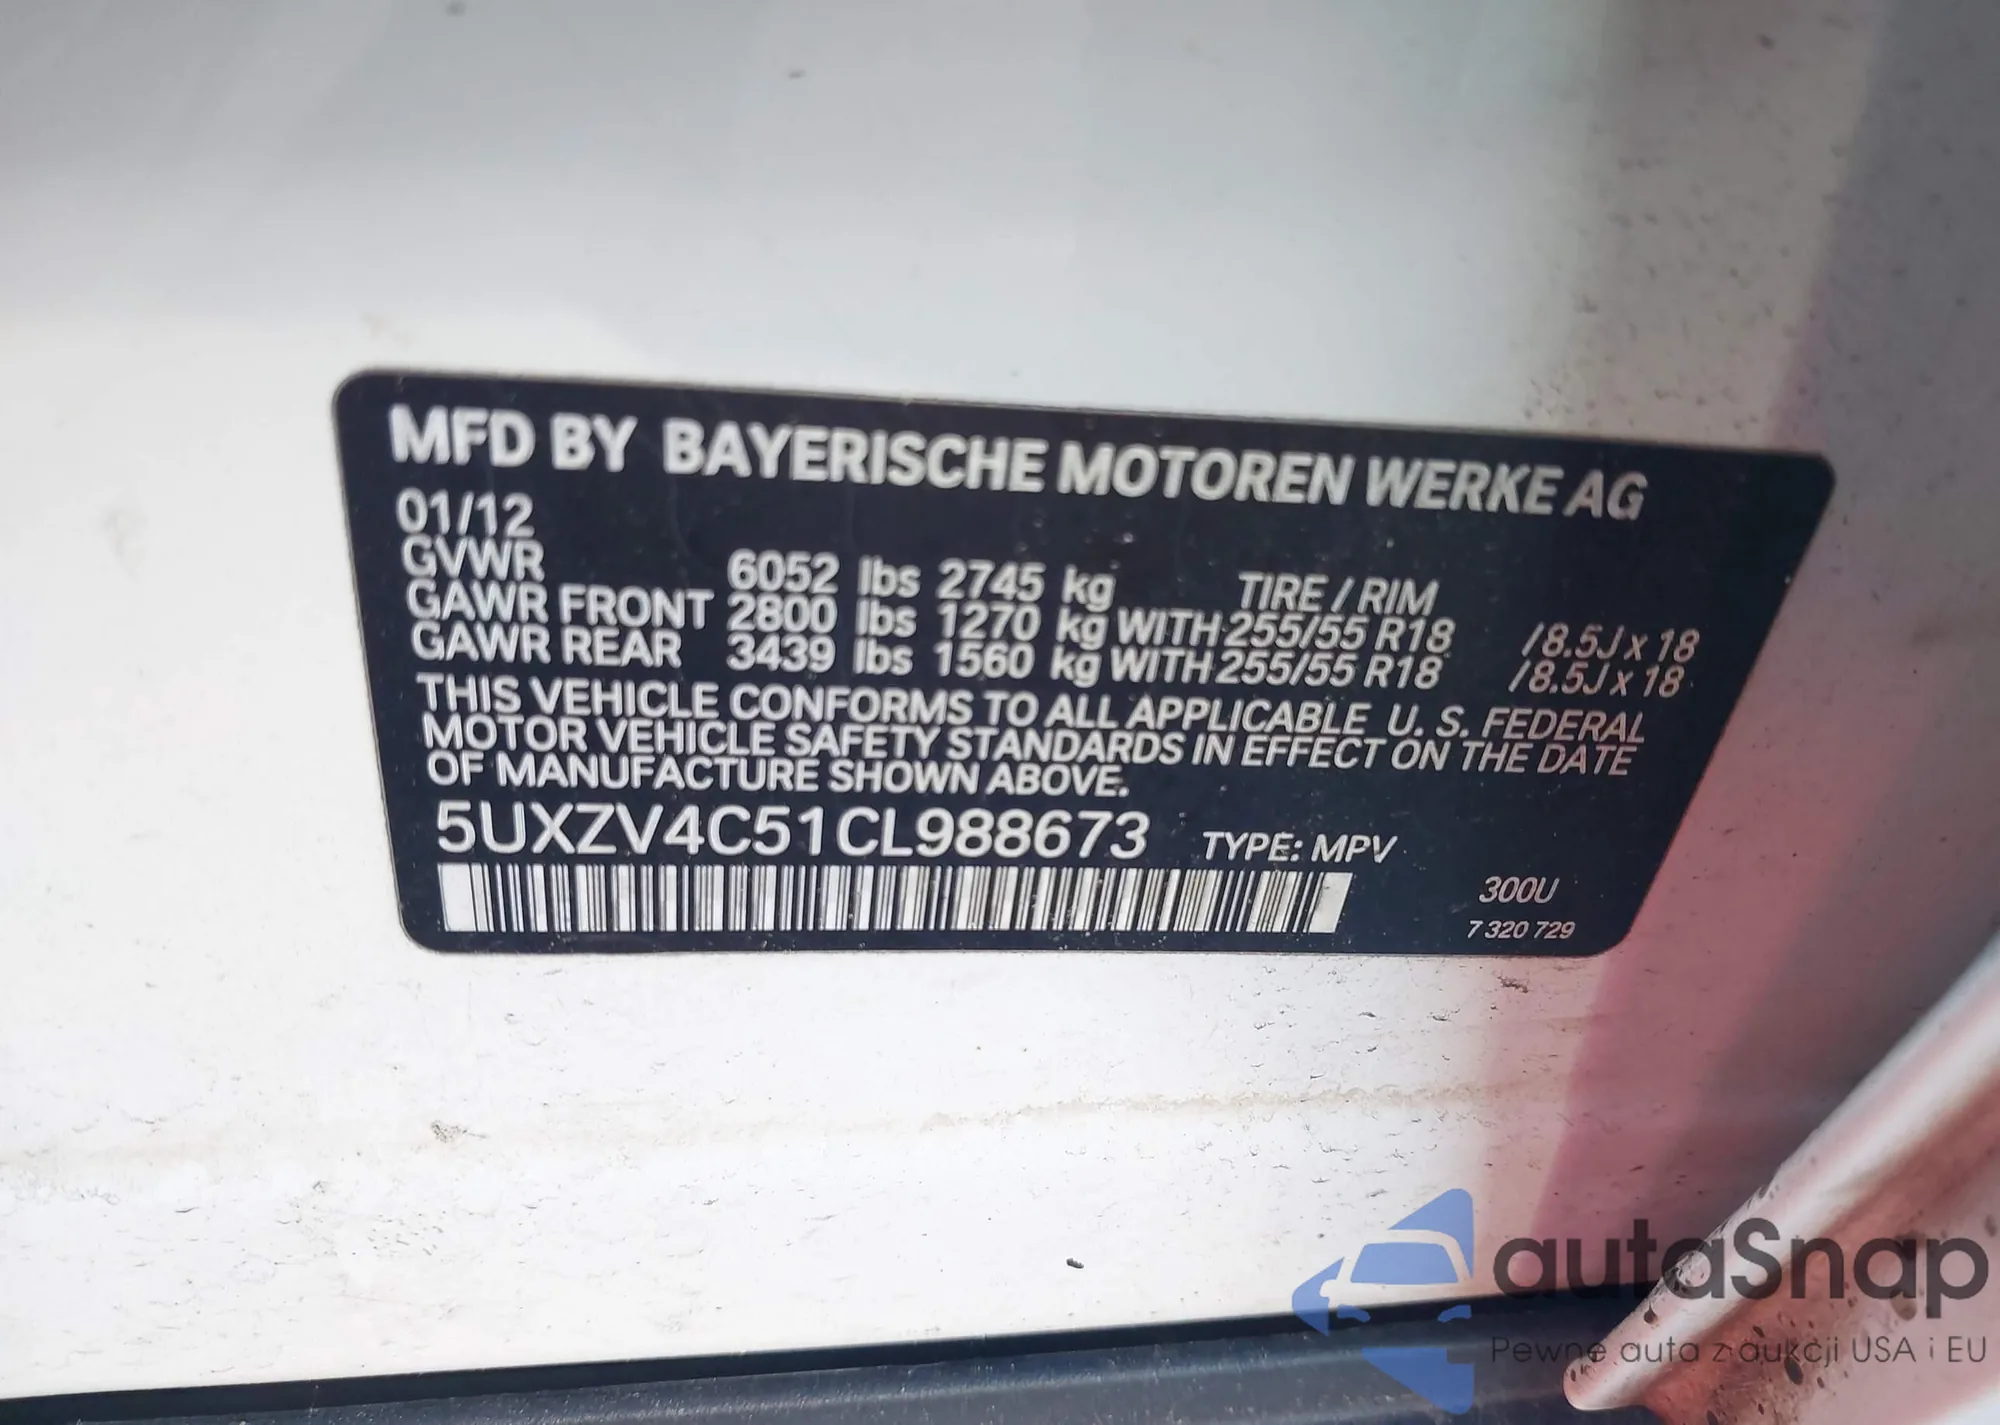 MFD BY BAYERISCHE MOTOREN WERKE AG
01/12
GVWR 6052 lbs 2745 kg TIRE / RIM
GAWR FRONT 2800 lbs 1270 kg WITH 255/55 R18 /8.5J x 18
GAWR REAR 3439 lbs 1560 kg WITH 255/55 R18 /8.5J x 18
THIS VEHICLE CONFORMS TO ALL APPLICABLE U. S. FEDERAL
MOTOR VEHICLE SAFETY STANDARDS IN EFFECT ON THE DATE
OF MANUFACTURE SHOWN ABOVE.
5UXZV4C51CL988673 TYPE: MPV
300U
7 320 729
autaSnap
Pewne auta z aukcji USA i EU